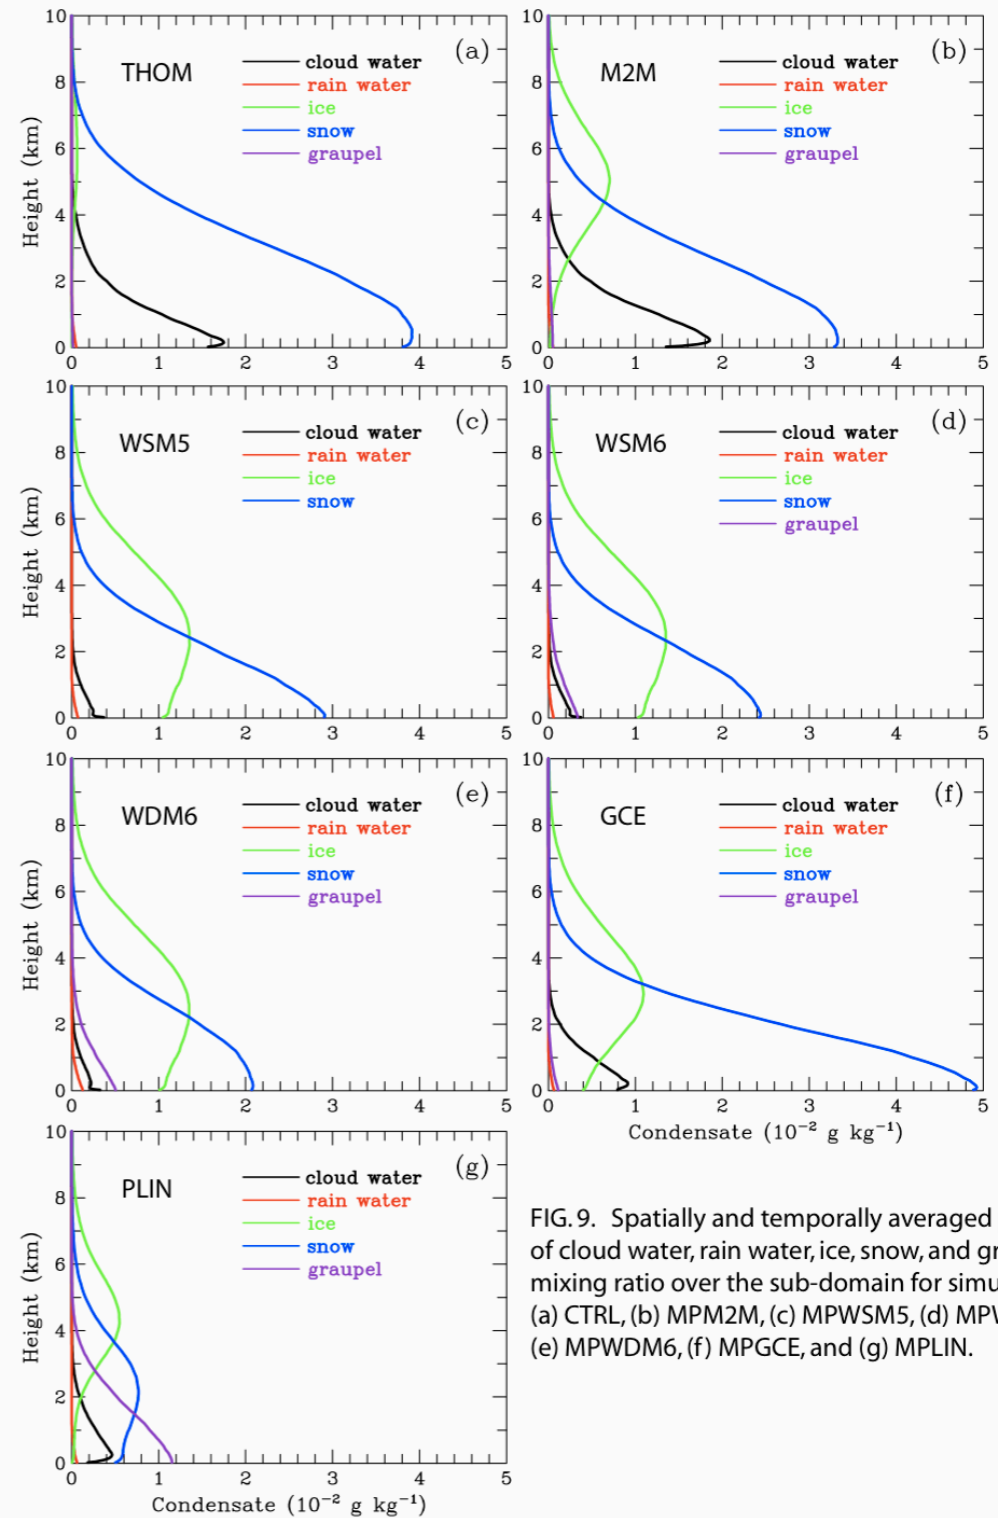 10
8
6
4
2
0
Height (km)
THOM
(a)
cloud water
rain water
ice
snow
graupel
0 1 2 3 4 5
10
8
6
4
2
0
M2M
(b)
cloud water
rain water
ice
snow
graupel
0 1 2 3 4 5
10
8
6
4
2
0
Height (km)
WSM5
(c)
cloud water
rain water
ice
snow
0 1 2 3 4 5
10
8
6
4
2
0
WSM6
(d)
cloud water
rain water
ice
snow
graupel
0 1 2 3 4 5
10
8
6
4
2
0
Height (km)
WDM6
(e)
cloud water
rain water
ice
snow
graupel
0 1 2 3 4 5
10
8
6
4
2
0
GCE
(f)
cloud water
rain water
ice
snow
graupel
0 1 2 3 4 5
Condensate (10⁻² g kg⁻¹)
10
8
6
4
2
0
Height (km)
PLIN
(g)
cloud water
rain water
ice
snow
graupel
0 1 2 3 4 5
Condensate (10⁻² g kg⁻¹)
FIG. 9. Spatially and temporally averaged
of cloud water, rain water, ice, snow, and
mixing ratio over the sub-domain for
(a) CTRL, (b) MPM2M, (c) MPWSM5, (d)
(e) MPWDM6, (f) MPGCE, and (g) MPLIN.